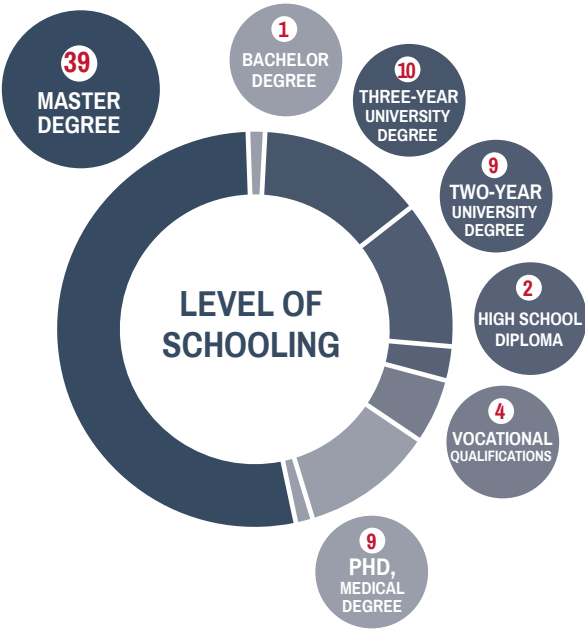 39
MASTER
DEGREE
1
BACHELOR
DEGREE
10
THREE-YEAR
UNIVERSITY
DEGREE
9
TWO-YEAR
UNIVERSITY
DEGREE
2
HIGH SCHOOL
DIPLOMA
4
VOCATIONAL
QUALIFICATIONS
9
PHD,
MEDICAL
DEGREE
LEVEL OF
SCHOOLING